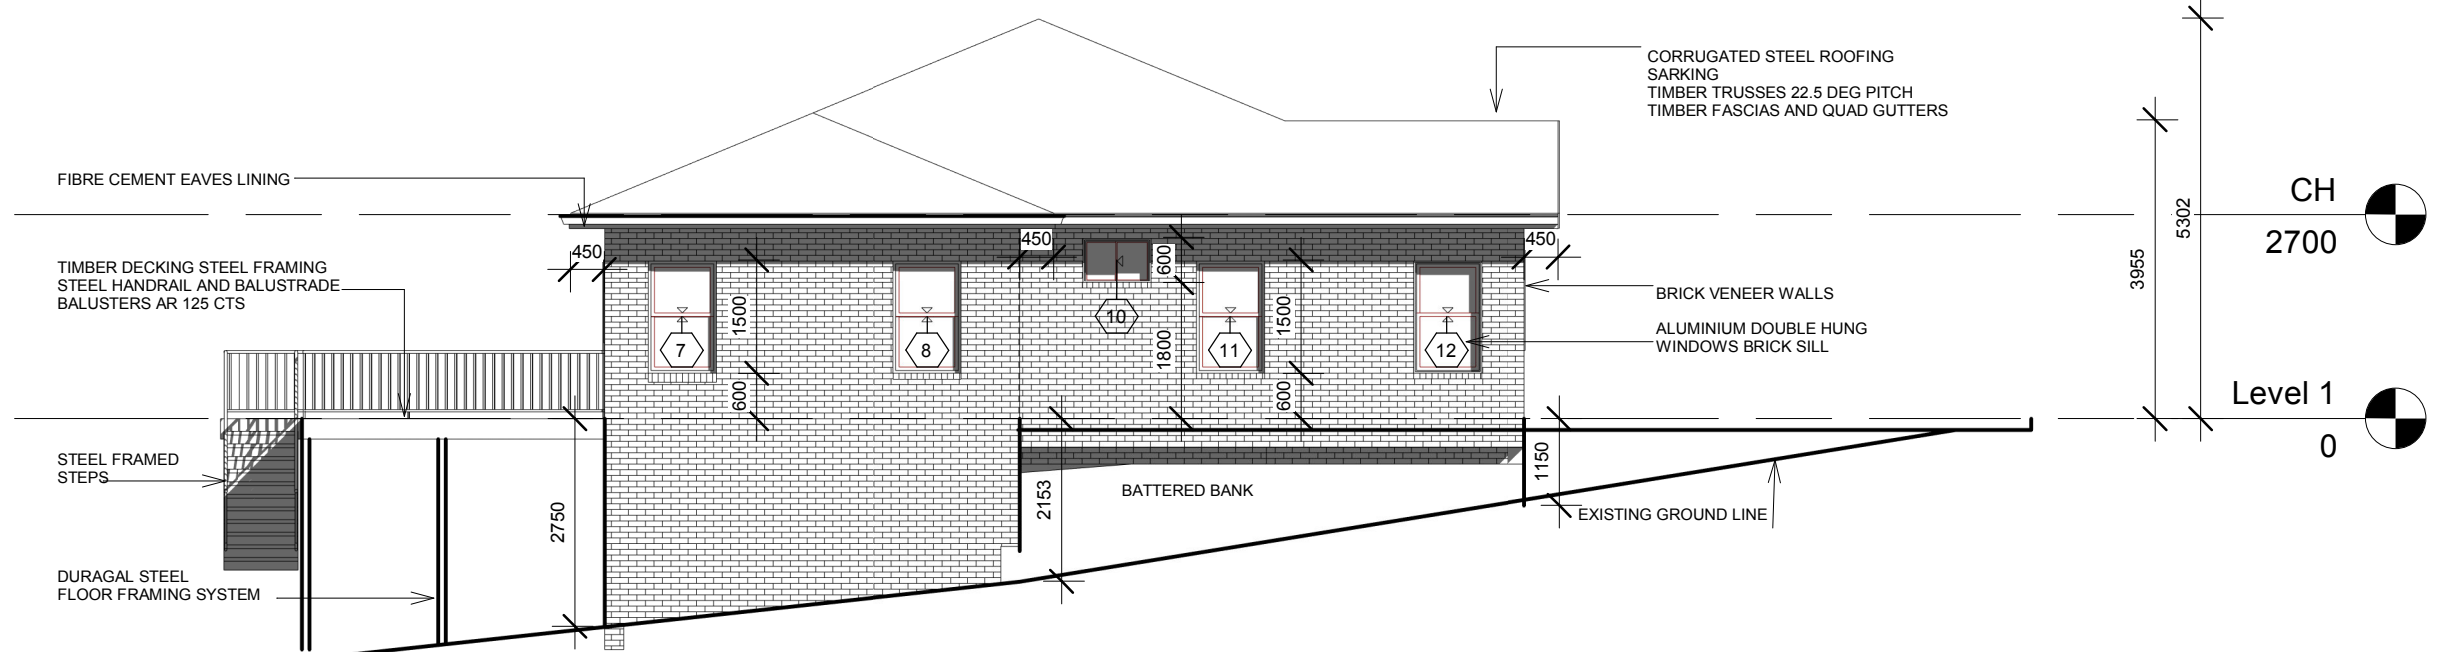 CORRUGATED STEEL ROOFING
SARKING
TIMBER TRUSSES 22.5 DEG PITCH
TIMBER FASCIAS AND QUAD GUTTERS
FIBRE CEMENT EAVES LINING
CH
2700
5302
3955
450
450
450
600
TIMBER DECKING STEEL FRAMING
STEEL HANDRAIL AND BALUSTRADE
BALUSTERS AR 125 CTS
BRICK VENEER WALLS
1500
1500
10
ALUMINIUM DOUBLE HUNG
WINDOWS BRICK SILL
7
8
1800
11
12
600
600
Level 1
0
STEEL FRAMED
STEPS
1150
2153
BATTERED BANK
2750
EXISTING GROUND LINE
DURAGAL STEEL
FLOOR FRAMING SYSTEM